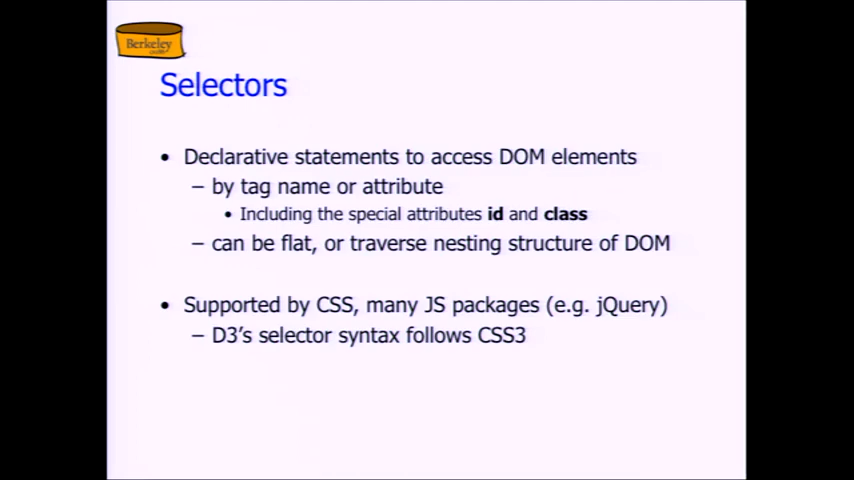 Berkeley
Selectors
• Declarative statements to access DOM elements
– by tag name or attribute
• Including the special attributes id and class
– can be flat, or traverse nesting structure of DOM
• Supported by CSS, many JS packages (e.g. jQuery)
– D3's selector syntax follows CSS3